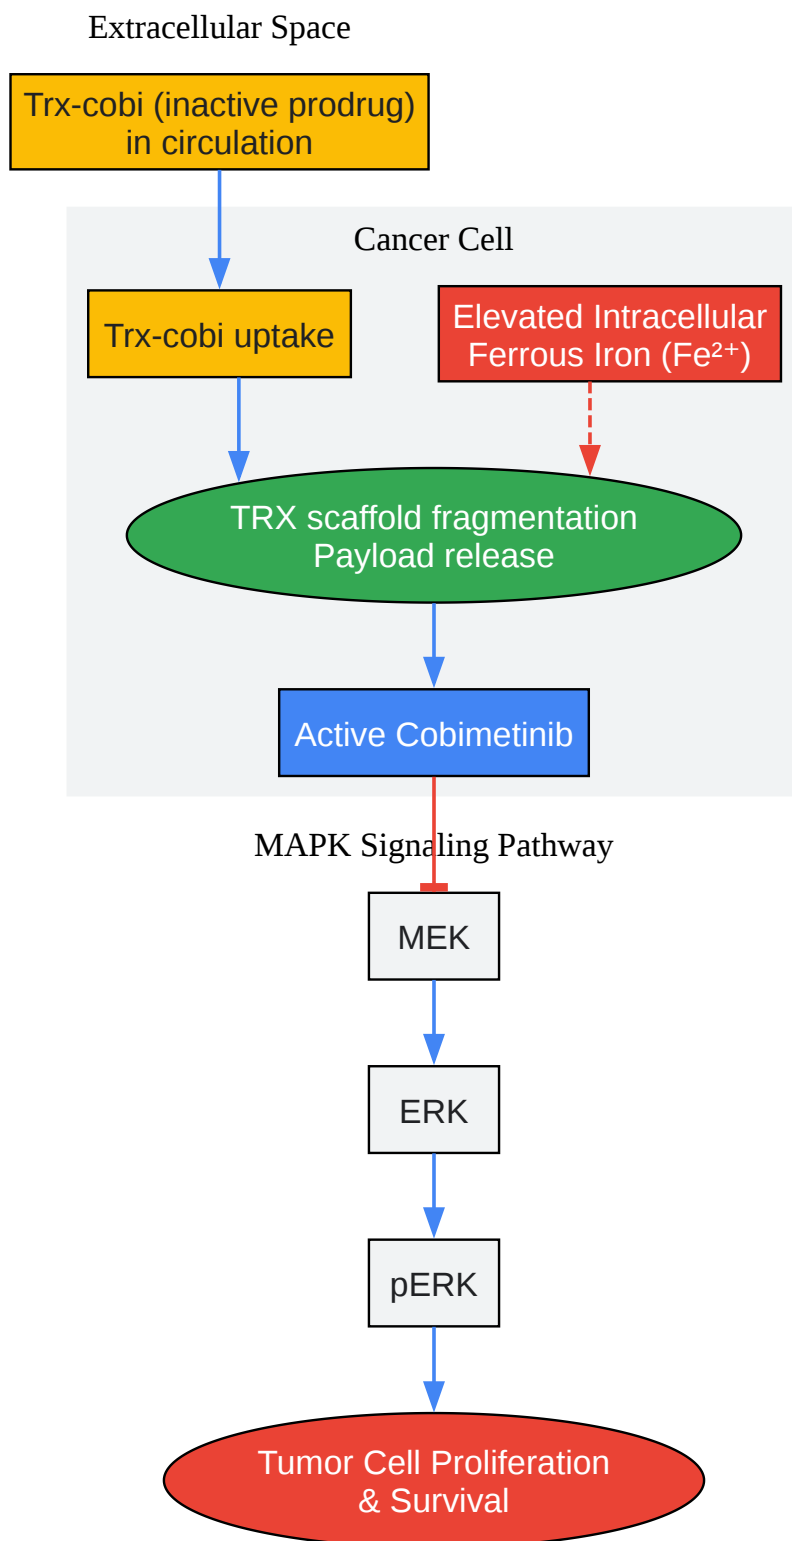 Extracellular Space
Trx-cobi (inactive prodrug)
in circulation
Cancer Cell
Trx-cobi uptake
Elevated Intracellular
Ferrous Iron (Fe²⁺)
TRX scaffold fragmentation
Payload release
Active Cobimetinib
MAPK Signaling Pathway
MEK
ERK
pERK
Tumor Cell Proliferation
& Survival